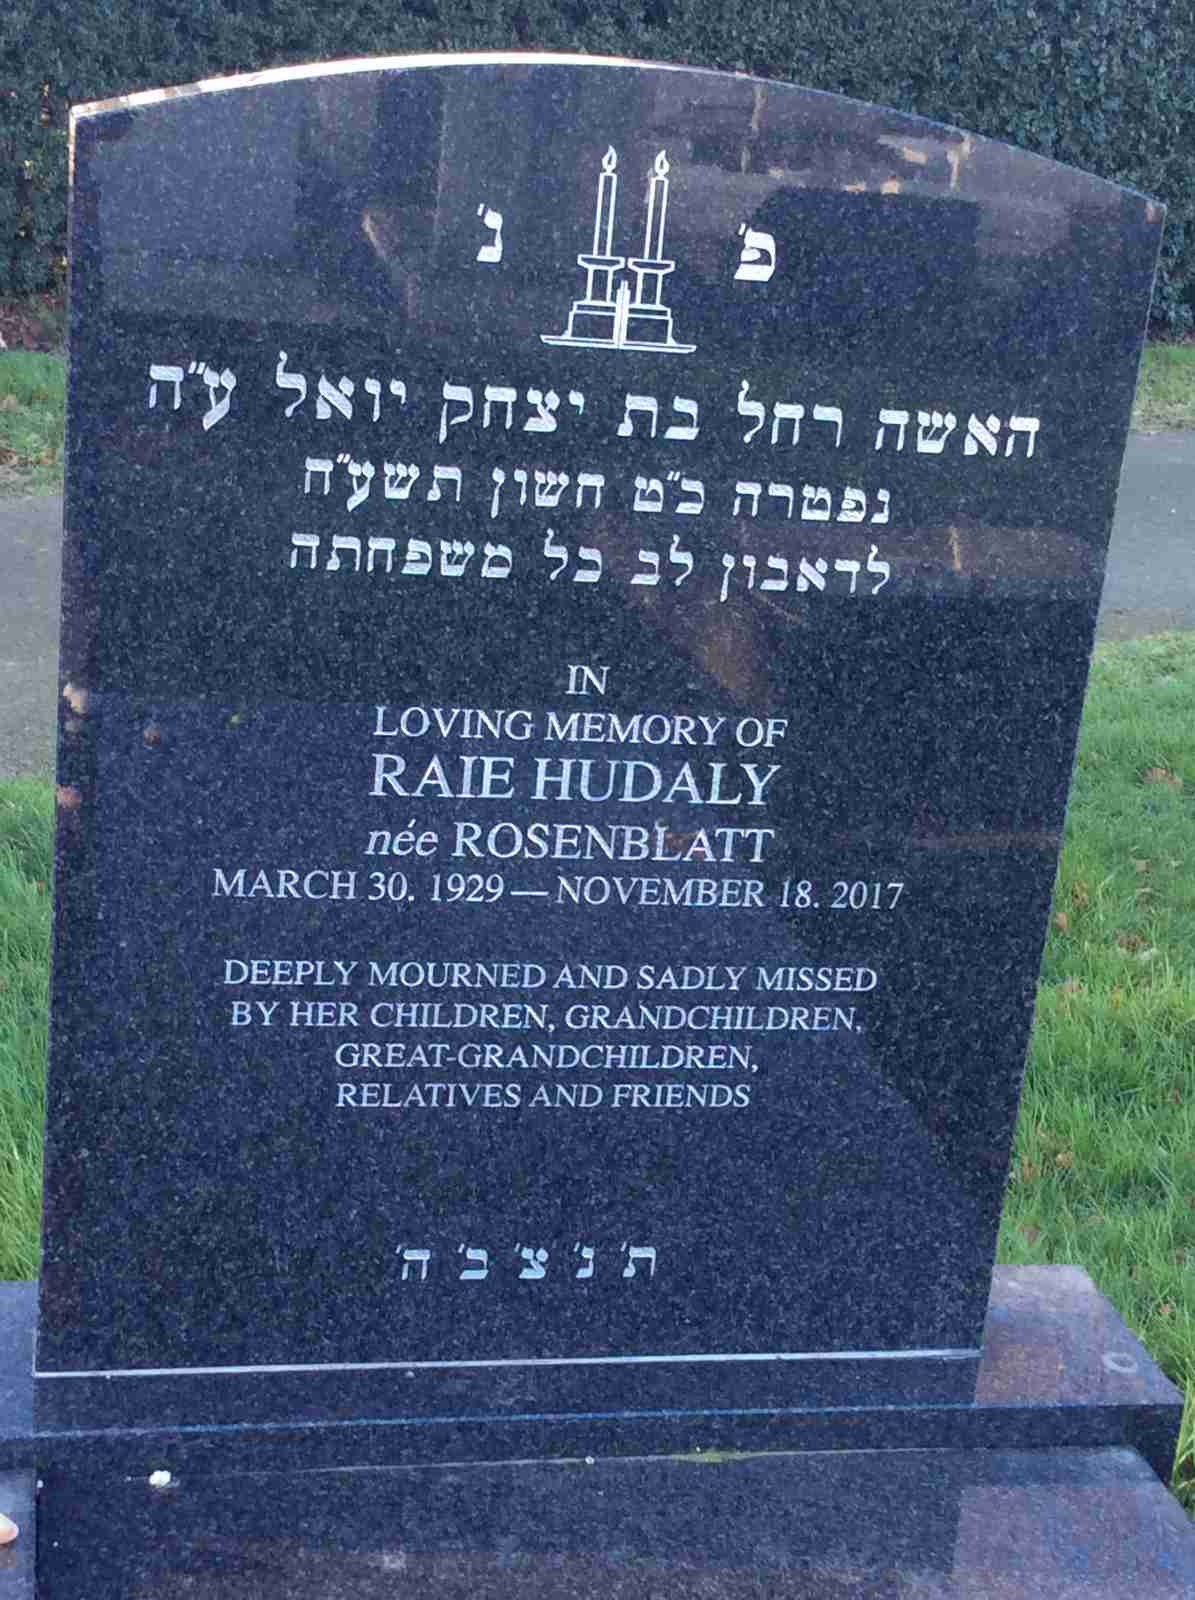 פ' נ'
האשה רחל בת יצחק יואל ע"ה
נפטרה כ"ט חשון תשע"ח
לדאבון לב כל משפחתה
IN
LOVING MEMORY OF
RAIE HUDALY
née ROSENBLATT
MARCH 30. 1929 — NOVEMBER 18. 2017
DEEPLY MOURNED AND SADLY MISSED
BY HER CHILDREN, GRANDCHILDREN,
GREAT-GRANDCHILDREN,
RELATIVES AND FRIENDS
ת' נ' צ' ב' ה'